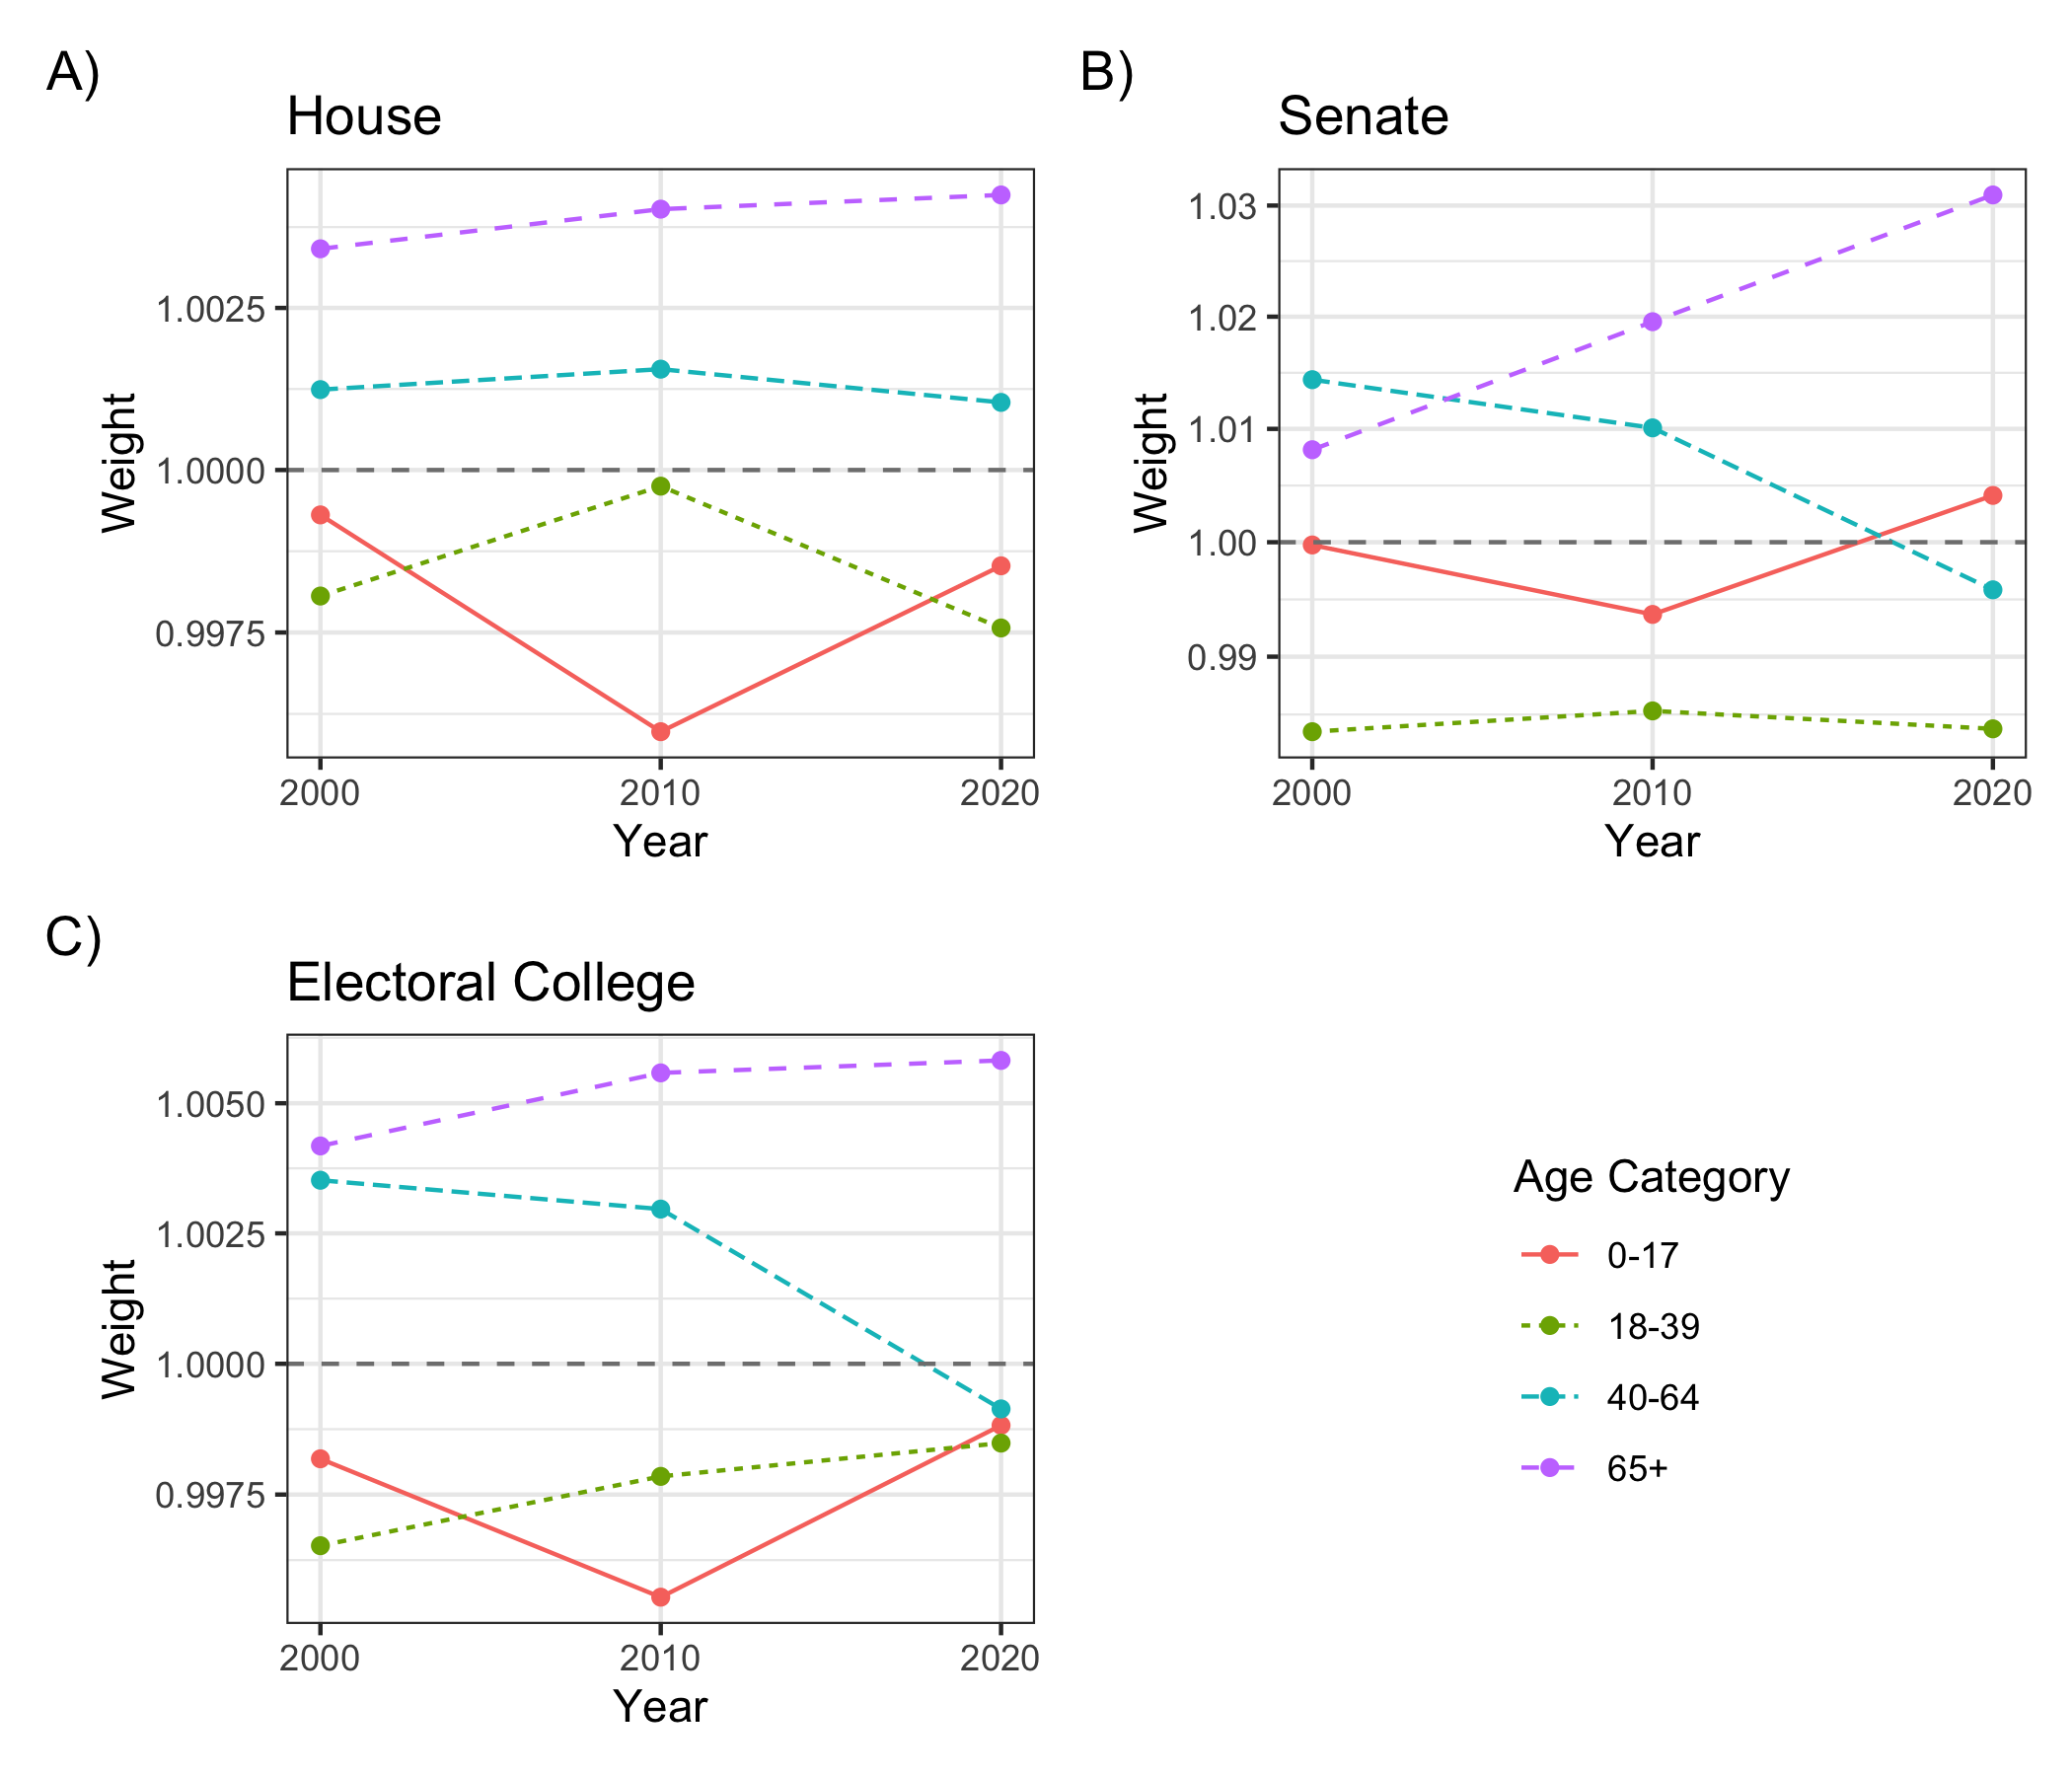 A)
House
Weight
1.0025
1.0000
0.9975
2000 2010 2020
Year
B)
Senate
Weight
1.03
1.02
1.01
1.00
0.99
2000 2010 2020
Year
C)
Electoral College
Weight
1.0050
1.0025
1.0000
0.9975
2000 2010 2020
Year
Age Category
0-17
18-39
40-64
65+